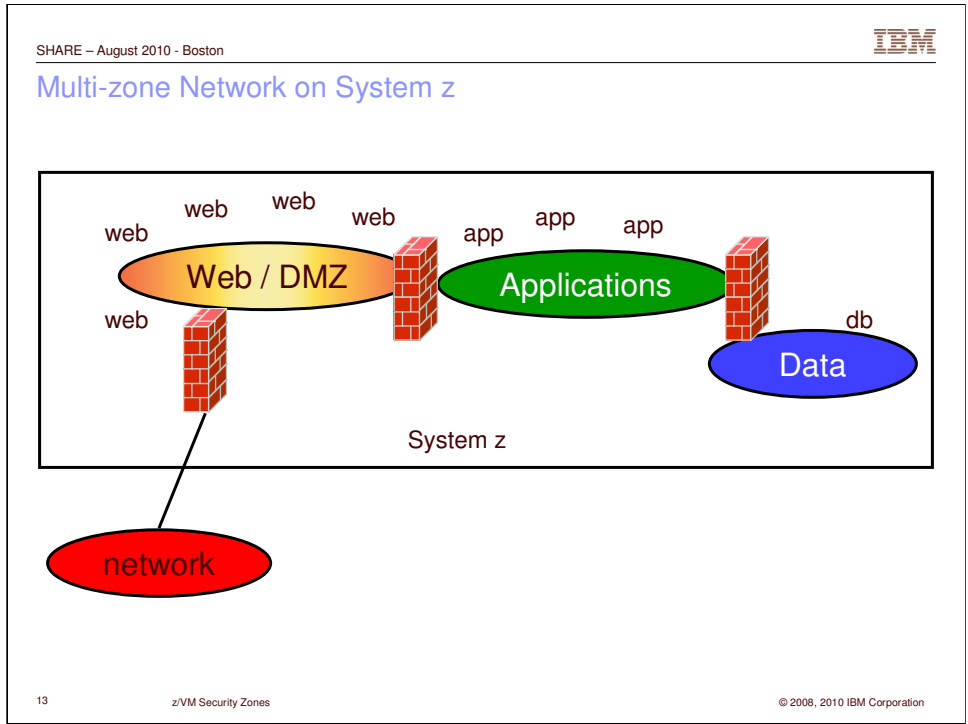 SHARE – August 2010 - Boston
IBM
Multi-zone Network on System z
web
web
web
web
app
app
app
Web / DMZ
Applications
web
db
Data
System z
network
13
z/VM Security Zones
© 2008, 2010 IBM Corporation